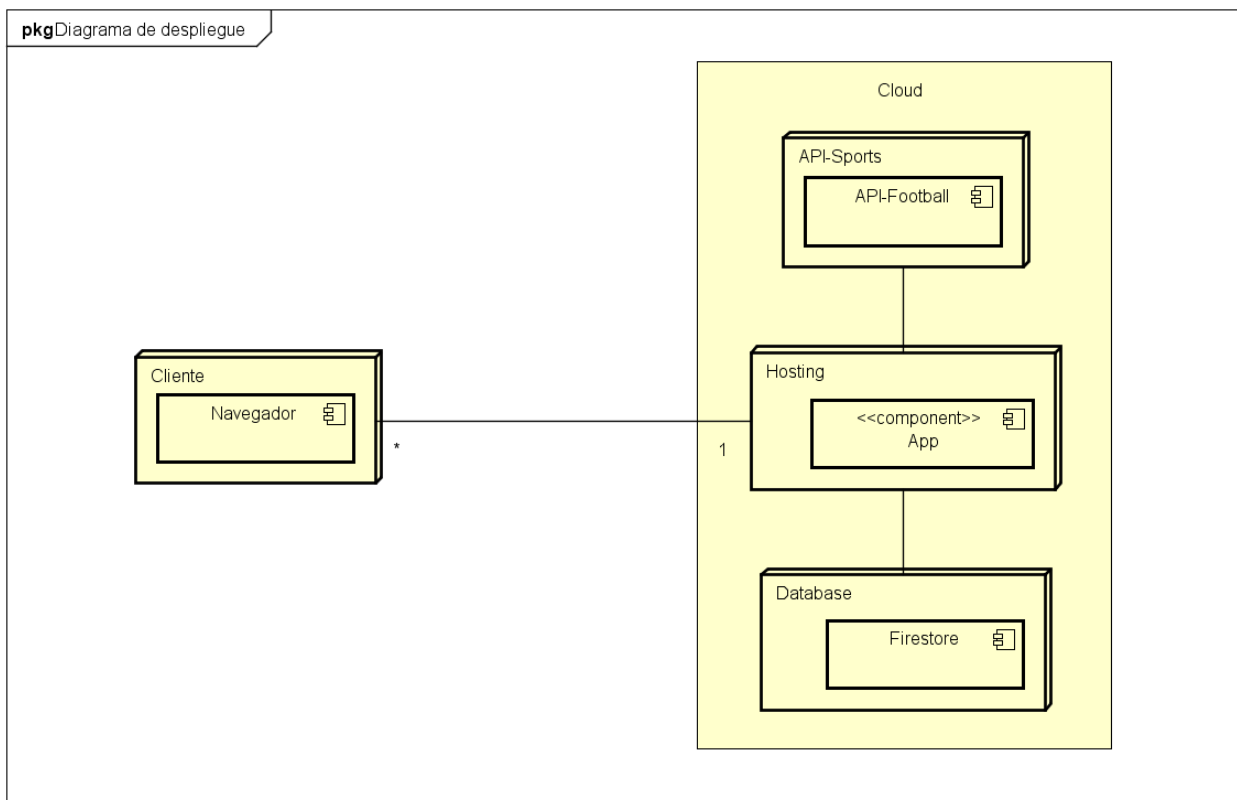 pkgDiagrama de despliegue
Cloud
API-Sports
API-Football
Cliente
Navegador
*
1
Hosting
<<component>>
App
Database
Firestore